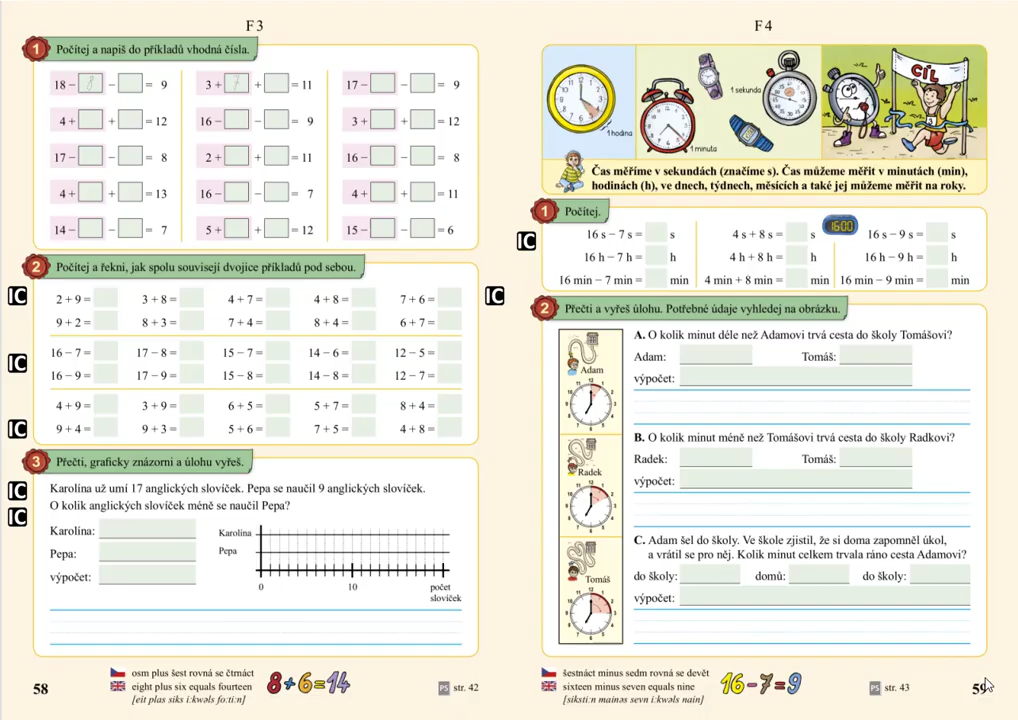 F 3
1 Počítej a napiš do příkladů vhodná čísla.
18 − 8 − = 9
3 + 7 + = 11
17 − − = 9
4 + + = 12
16 − − = 9
3 + + = 12
17 − − = 8
2 + + = 11
16 − − = 8
4 + + = 13
16 − − = 7
4 + + = 11
14 − − = 7
5 + + = 12
15 − − = 6
2 Počítej a řekni, jak spolu souvisejí dvojice příkladů pod sebou.
2 + 9 = 3 + 8 = 4 + 7 = 4 + 8 = 7 + 6 =
9 + 2 = 8 + 3 = 7 + 4 = 8 + 4 = 6 + 7 =
16 − 7 = 17 − 8 = 15 − 7 = 14 − 6 = 12 − 5 =
16 − 9 = 17 − 9 = 15 − 8 = 14 − 8 = 12 − 7 =
4 + 9 = 3 + 9 = 6 + 5 = 5 + 7 = 8 + 4 =
9 + 4 = 9 + 3 = 5 + 6 = 7 + 5 = 4 + 8 =
IC
IC
IC
3 Přečti, graficky znázorni a úlohu vyřeš.
IC
IC
Karolína už umí 17 anglických slovíček. Pepa se naučil 9 anglických slovíček.
O kolik anglických slovíček méně se naučil Pepa?
Karolína:
Pepa:
výpočet:
Karolína
Pepa
0 10 počet
slovíček
58
osm plus šest rovná se čtrnáct
eight plus six equals fourteen
[eit plas siks i:kwəls fo:ti:n]
8+6=14
PS str. 42
F 4
1 hodina
1 minuta
1 sekunda
CÍL
Čas měříme v sekundách (značíme s). Čas můžeme měřit v minutách (min),
hodinách (h), ve dnech, týdnech, měsících a také jej můžeme měřit na roky.
1 Počítej.
IC
16:00
16 s − 7 s = s 4 s + 8 s = s 16 s − 9 s = s
16 h − 7 h = h 4 h + 8 h = h 16 h − 9 h = h
16 min − 7 min = min 4 min + 8 min = min 16 min − 9 min = min
IC
2 Přečti a vyřeš úlohu. Potřebné údaje vyhledej na obrázku.
Adam
Radek
Tomáš
A. O kolik minut déle než Adamovi trvá cesta do školy Tomášovi?
Adam: Tomáš:
výpočet:
B. O kolik minut méně než Tomášovi trvá cesta do školy Radkovi?
Radek: Tomáš:
výpočet:
C. Adam šel do školy. Ve škole zjistil, že si doma zapomněl úkol,
a vrátil se pro něj. Kolik minut celkem trvala ráno cesta Adamovi?
do školy: domů: do školy:
výpočet:
šestnáct minus sedm rovná se devět
sixteen minus seven equals nine
[siksti:n mainəs sevn i:kwəls nain]
16−7=9
PS str. 43
59